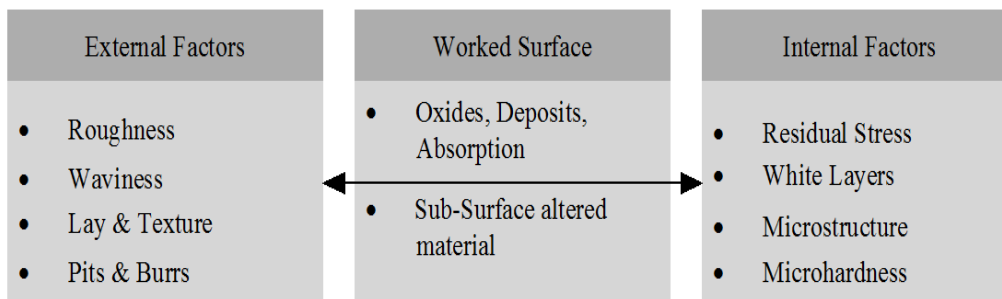 External Factors
• Roughness
• Waviness
• Lay & Texture
• Pits & Burrs
Worked Surface
• Oxides, Deposits,
Absorption
• Sub-Surface altered
material
Internal Factors
• Residual Stress
• White Layers
• Microstructure
• Microhardness